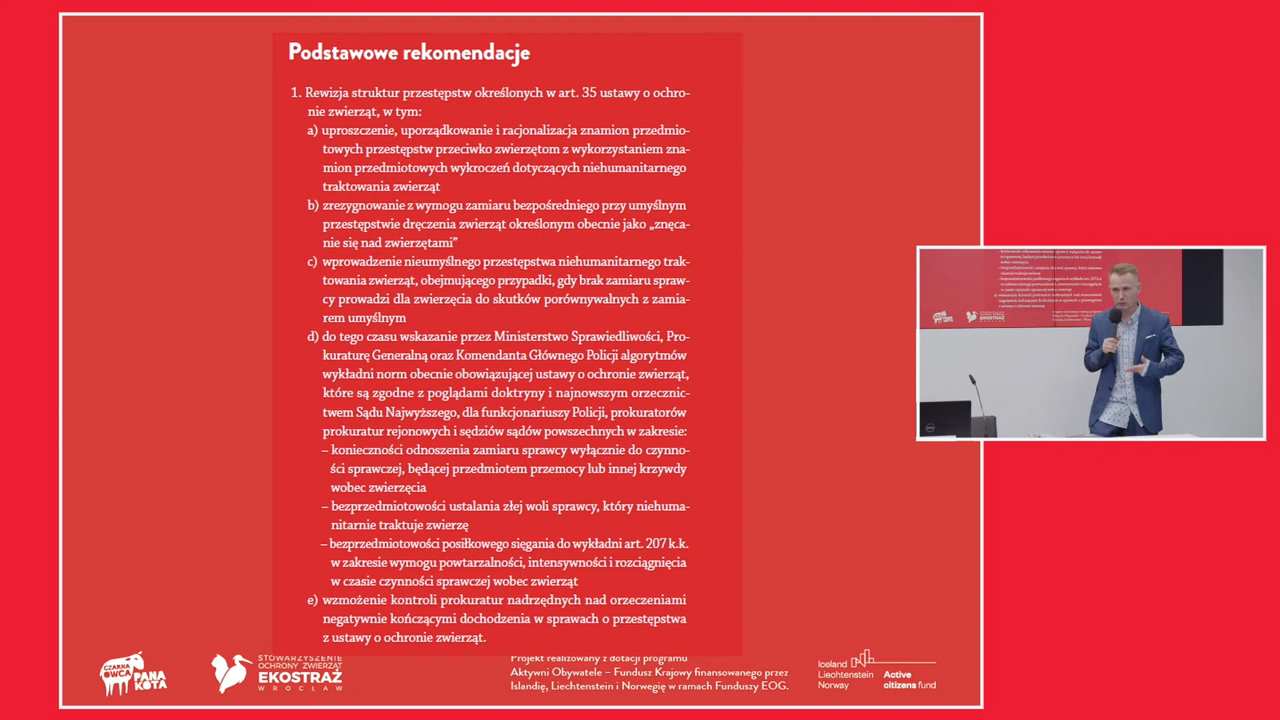 Podstawowe rekomendacje
1. Rewizja struktur przestępstw określonych w art. 35 ustawy o ochro-
nie zwierząt, w tym:
a) uproszczenie, uporządkowanie i racjonalizacja znamion przedmio-
towych przestępstw przeciwko zwierzętom z wykorzystaniem zna-
mion przedmiotowych wykroczeń dotyczących niehumanitarnego
traktowania zwierząt
b) zrezygnowanie z wymogu zamiaru bezpośredniego przy umyślnym
przestępstwie dręczenia zwierząt określonym obecnie jako „znęca-
nie się nad zwierzętami”
c) wprowadzenie nieumyślnego przestępstwa niehumanitarnego trak-
towania zwierząt, obejmującego przypadki, gdy brak zamiaru spraw-
cy prowadzi dla zwierzęcia do skutków porównywalnych z zamia-
rem umyślnym
d) do tego czasu wskazanie przez Ministerstwo Sprawiedliwości, Pro-
kuraturę Generalną oraz Komendanta Głównego Policji algorytmów
wykładni norm obecnie obowiązującej ustawy o ochronie zwierząt,
które są zgodne z poglądami doktryny i najnowszym orzecznic-
twem Sądu Najwyższego, dla funkcjonariuszy Policji, prokuratorów
prokuratur rejonowych i sędziów sądów powszechnych w zakresie:
– konieczności odnoszenia zamiaru sprawcy wyłącznie do czynno-
ści sprawczej, będącej przedmiotem przemocy lub innej krzywdy
wobec zwierzęcia
– bezprzedmiotowości ustalania złej woli sprawcy, który niehuma-
nitarnie traktuje zwierzę
– bezprzedmiotowości posiłkowego sięgania do wykładni art. 207 k.k.
w zakresie wymogu powtarzalności, intensywności i rozciągnięcia
w czasie czynności sprawczej wobec zwierząt
e) wzmożenie kontroli prokuratur nadrzędnych nad orzeczeniami
negatywnie kończącymi dochodzenia w sprawach o przestępstwa
z ustawy o ochronie zwierząt.
CZARNA
OWCA
PANA
KOTA
STOWARZYSZENIE
OCHRONY ZWIERZĄT
EKOSTRAŻ
WROCŁAW
Projekt realizowany z dotacji programu
Aktywni Obywatele – Fundusz Krajowy finansowanego przez
Islandię, Liechtenstein i Norwegię w ramach Funduszy EOG.
Iceland
Liechtenstein
Norway
Active
citizens fund